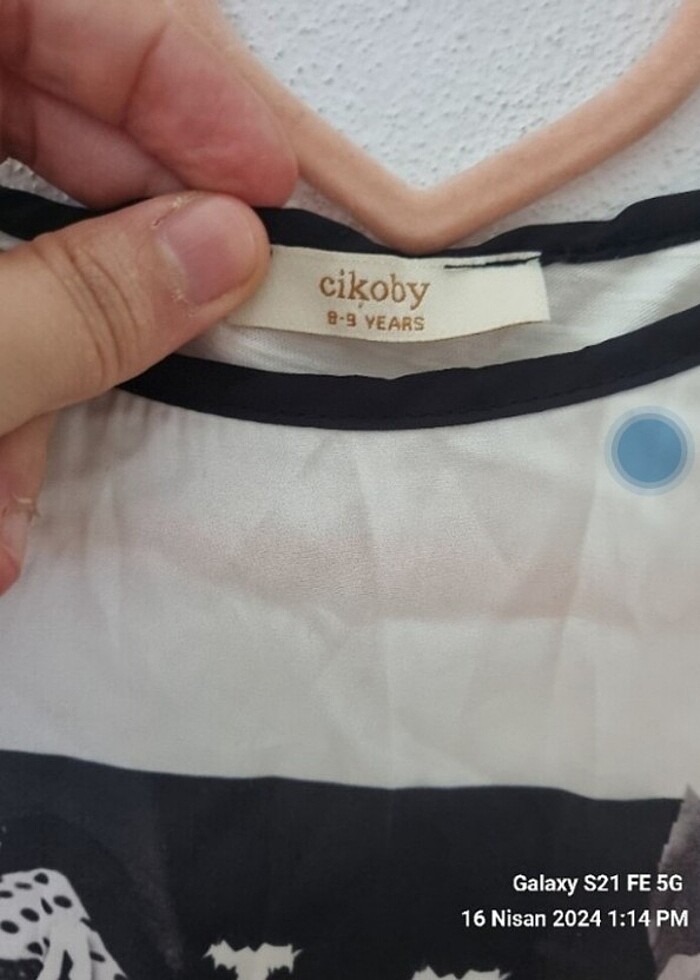 cikoby
8-9 YEARS
Galaxy S21 FE 5G
16 Nisan 2024 1:14 PM